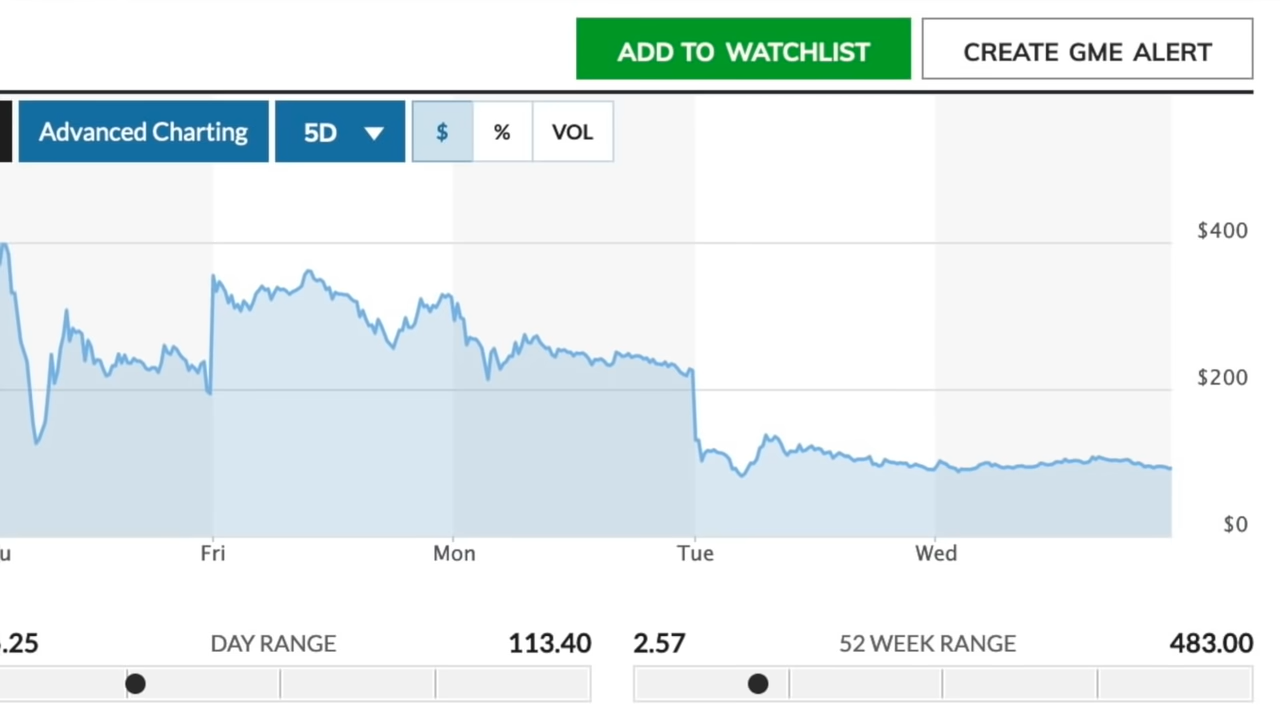 ADD TO WATCHLIST
CREATE GME ALERT
Advanced Charting
5D
$
%
VOL
$400
$200
$0
Fri
Mon
Tue
Wed
.25
DAY RANGE
113.40
2.57
52 WEEK RANGE
483.00